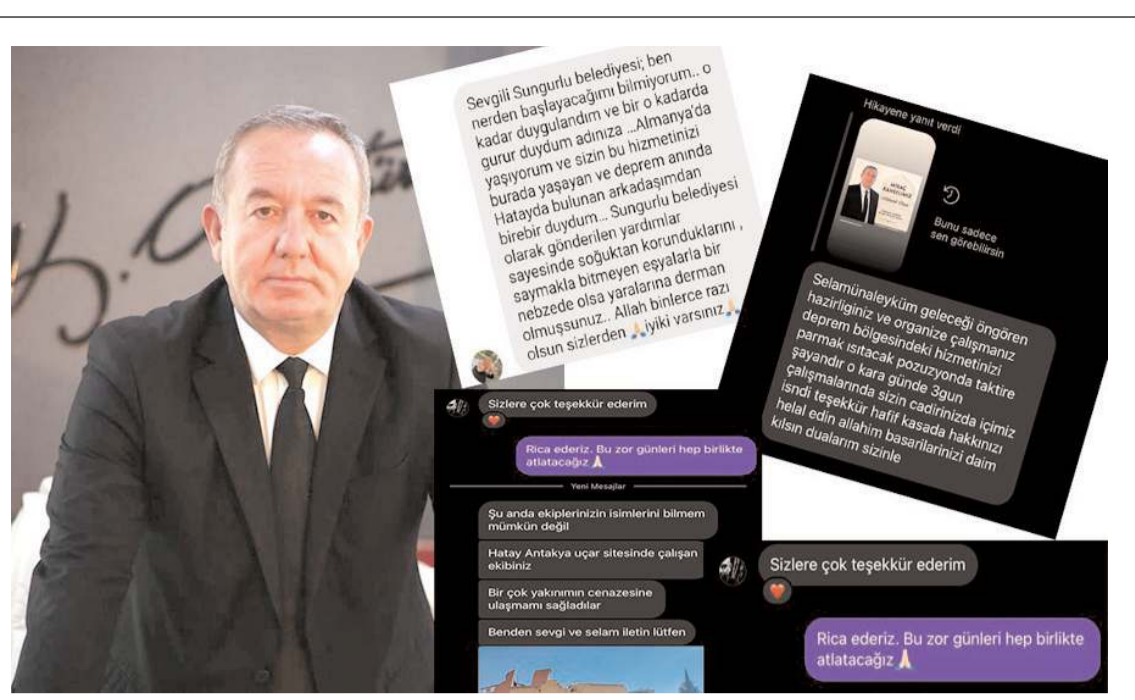 Sevgili Sungurlu belediyesi; ben
nerden başlayacağımı bilmiyorum.. o
kadar duygulandım ve bir o kadarda
gurur duydum adınıza ...Almanya'da
yaşıyorum ve sizin bu hizmetinizi
burada yaşayan ve deprem anında
Hatayda bulunan arkadaşımdan
birebir duydum... Sungurlu belediyesi
olarak gönderilen yardımlar
sayesinde soğuktan korunduklarını ,
saymakla bitmeyen eşyalarla bir
nebzede olsa yaralarına derman
olmuşsunuz.. Allah binlerce razı
olsun sizlerden 🙏iyiki varsınız🙏
Hikayene yanıt verdi
Bunu sadece
sen görebilirsin
Selamünaleyküm geleceği öngören
hazirliginiz ve organize çalışmanız
deprem bölgesindeki hizmetinizi
parmak ısıtacak pozuzyonda taktire
şayandır o kara günde 3gun
çalışmalarında sizin cadirinizda içimiz
isndi teşekkür hafif kasada hakkınızı
helal edin allahim basarilarinizi daim
kılsın dualarım sizinle
Sizlere çok teşekkür ederim
Rica ederiz. Bu zor günleri hep birlikte
atlatacağız 🙏
Yeni Mesajlar
Şu anda ekiplerinizin isimlerini bilmem
mümkün değil
Hatay Antakya uçar sitesinde çalışan
ekibiniz
Bir çok yakınımın cenazesine
ulaşmamı sağladılar
Benden sevgi ve selam iletin lütfen
Sizlere çok teşekkür ederim
Rica ederiz. Bu zor günleri hep birlikte
atlatacağız 🙏